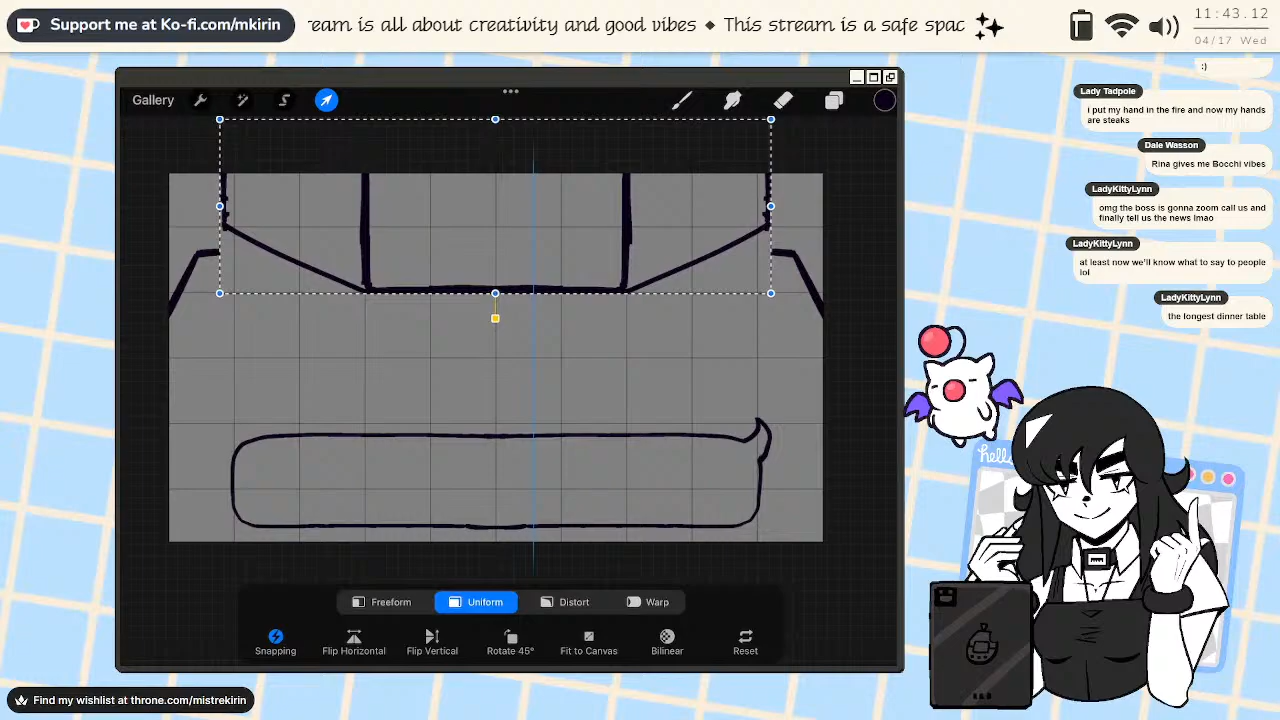 Support me at Ko-fi.com/mkirin
eam is all about creativity and good vibes ◆ This stream is a safe spac
11:43.12
04/17 Wed
Gallery
:)
Lady Tadpole
i put my hand in the fire and now my hands
are steaks
Dale Wasson
Rina gives me Bocchi vibes
LadyKittyLynn
omg the boss is gonna zoom call us and
finally tell us the news lmao
LadyKittyLynn
at least now we'll know what to say to people
lol
LadyKittyLynn
the longest dinner table
hello
Freeform
Uniform
Distort
Warp
Snapping
Flip Horizontal
Flip Vertical
Rotate 45°
Fit to Canvas
Bilinear
Reset
Find my wishlist at throne.com/mistrekirin